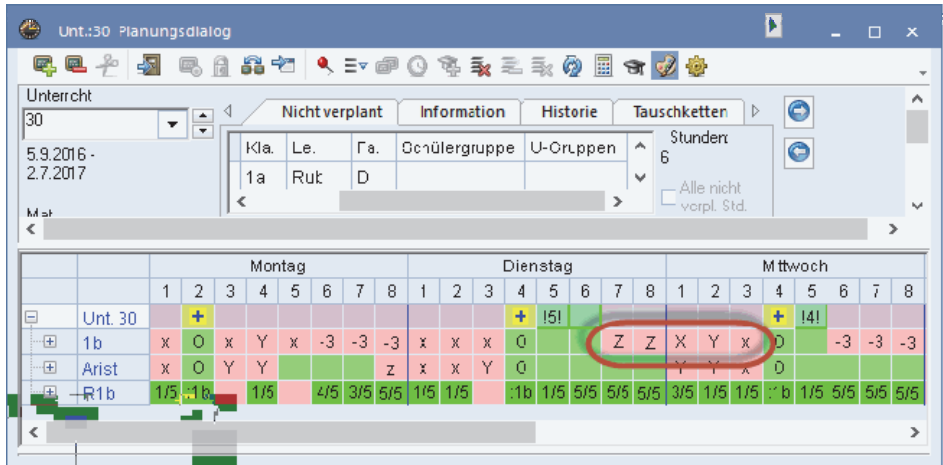 Unt.:30 Planungsdialog
Unterrcht
30
5.9.2016 -
2.7.2017
Nicht verplant Information Historie Tauschketten
Kla. Le. Fa. Schülergruppe U-Gruppen
1a Rub D
Stunden:
6
Alle nicht
verpl. Std.
Montag Dienstag Mittwoch
1 2 3 4 5 6 7 8 1 2 3 4 5 6 7 8 1 2 3 4 5 6 7 8
Unt. 30 + + !5! + !4!
1b x O x Y x -3 -3 -3 x x x O Z Z X Y x O -3 -3 -3
Arist x O Y Y z x x Y O Y Y x O
R1b 1/5 1/5 4/5 3/5 5/5 1/5 1/5 :1b 1/5 5/5 5/5 5/5 3/5 1/5 1/5 1/5 5/5 5/5 5/5